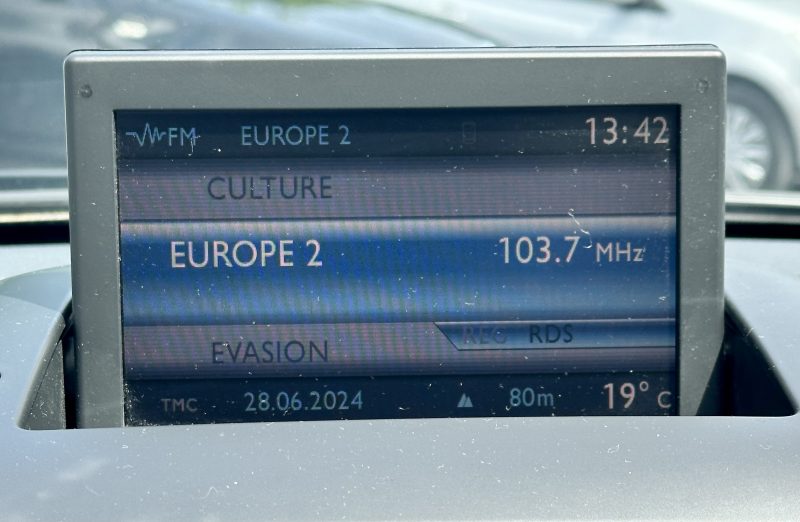 FM EUROPE 2 13:42
CULTURE
EUROPE 2 103.7 MHz
REG RDS
EVASION
TMC 28.06.2024 80m 19° C